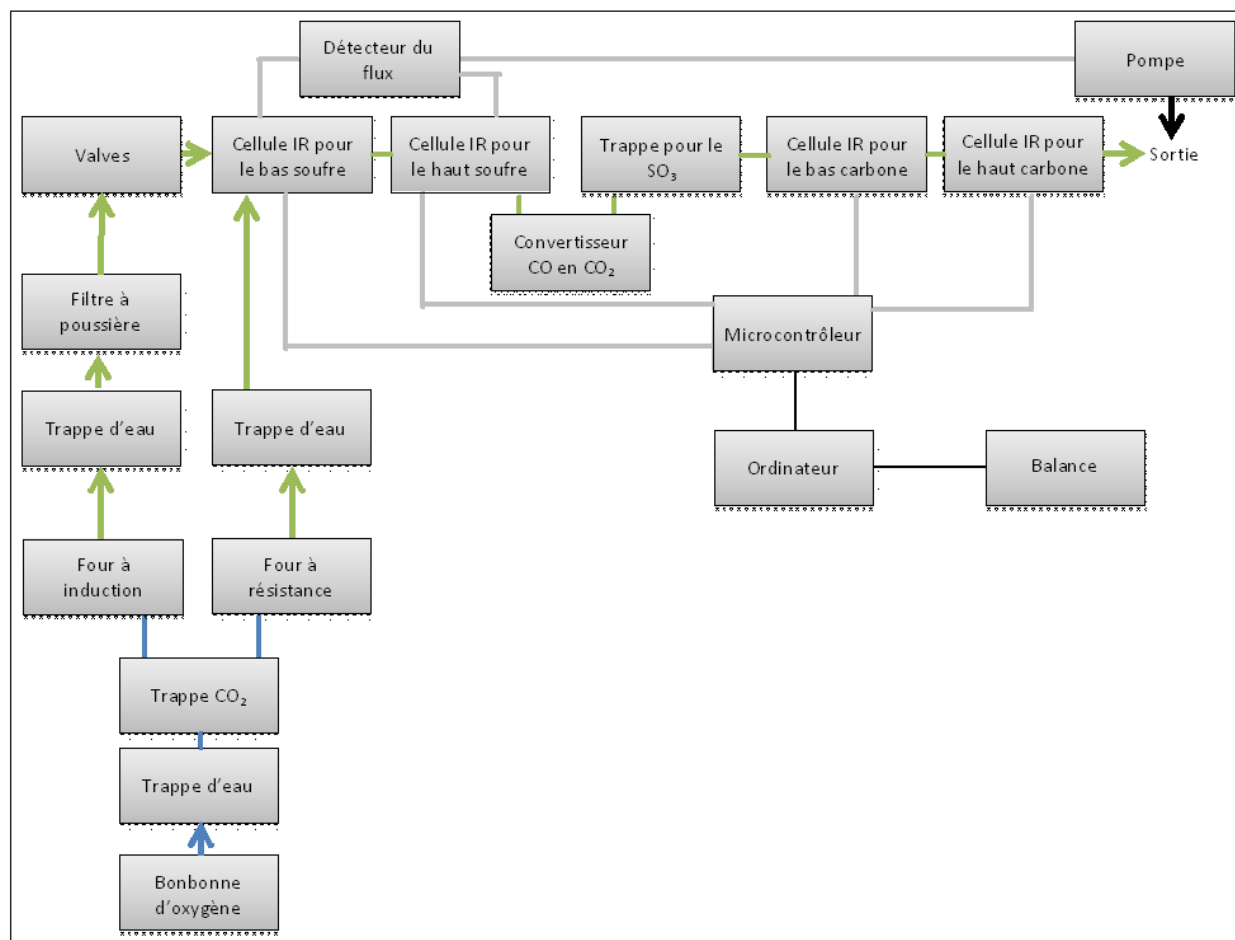 Détecteur du
flux
Pompe
Valves
Cellule IR pour
le bas soufre
Cellule IR pour
le haut soufre
Trappe pour le
SO₃
Cellule IR pour
le bas carbone
Cellule IR pour
le haut carbone
Sortie
Convertisseur
CO en CO₂
Filtre à
poussière
Microcontrôleur
Trappe d'eau
Trappe d'eau
Ordinateur
Balance
Four à
induction
Four à
résistance
Trappe CO₂
Trappe d'eau
Bonbonne
d'oxygène